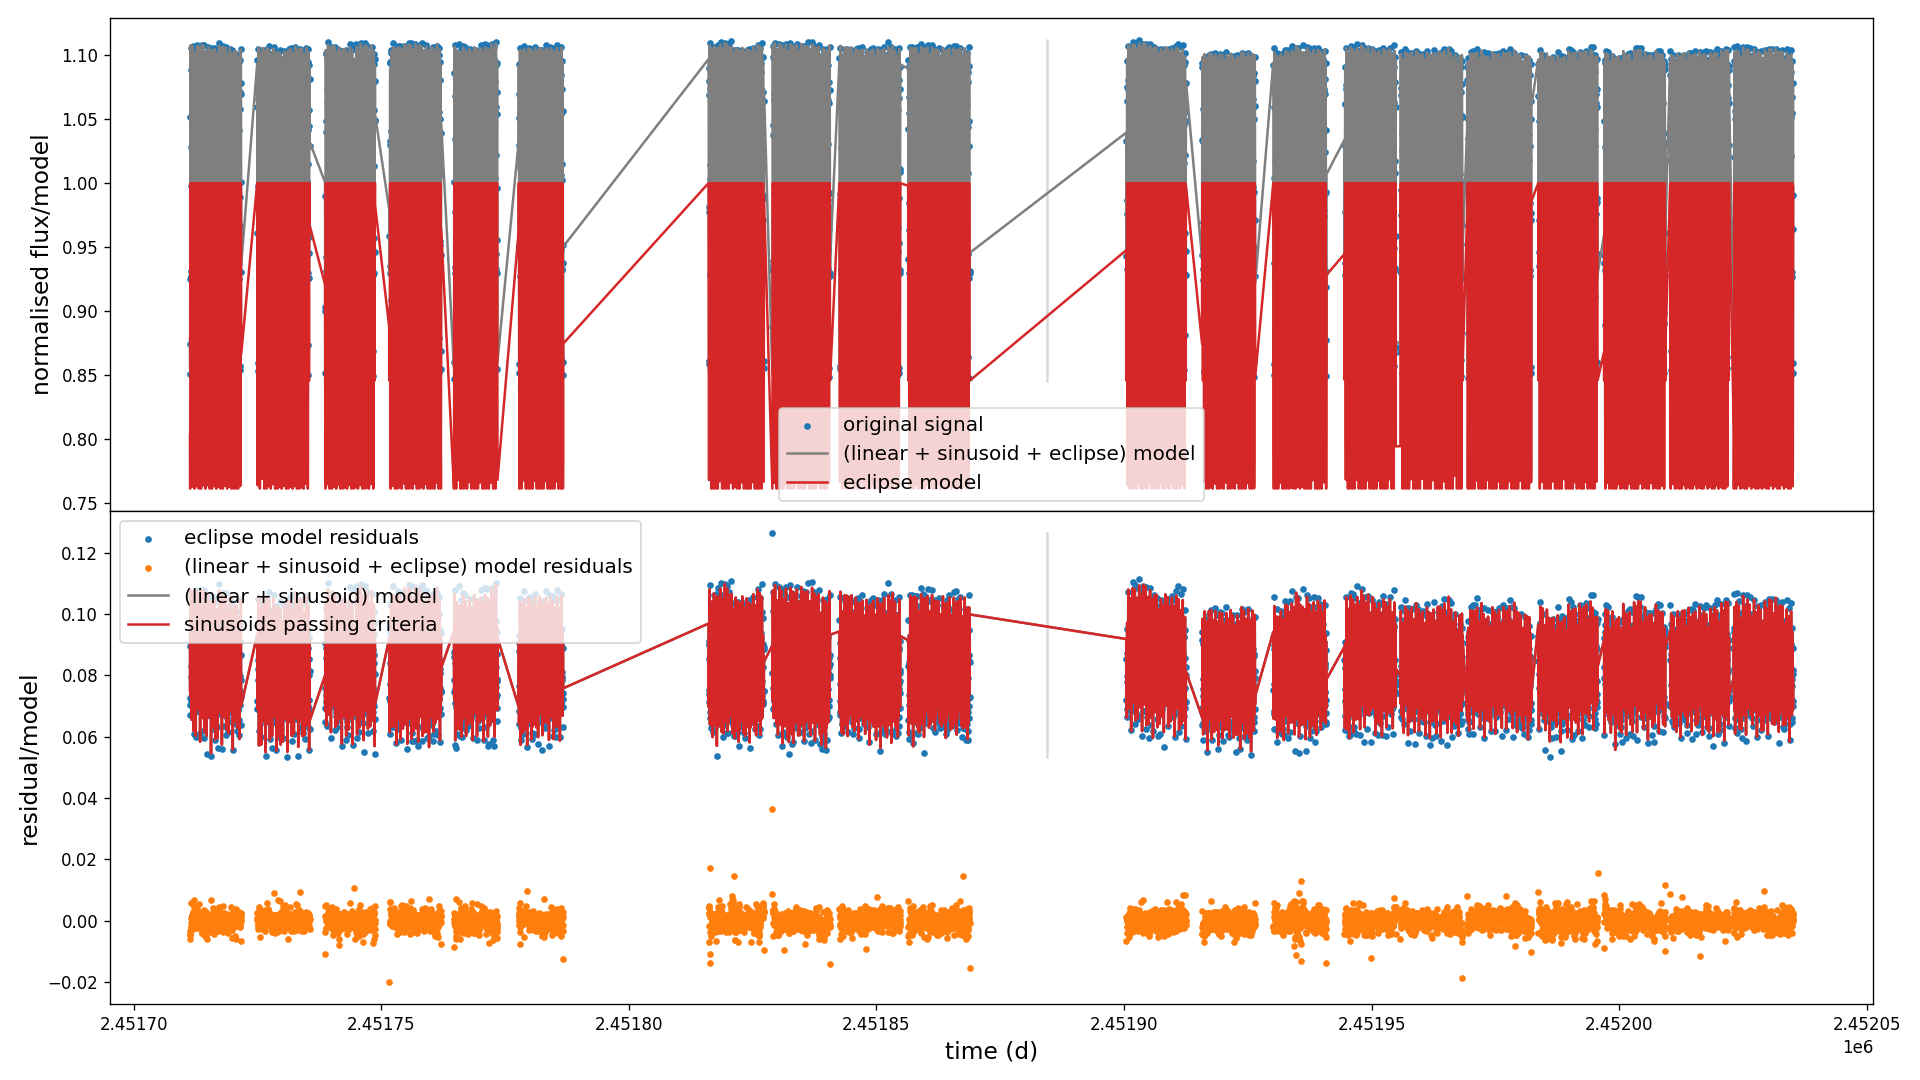 normalised flux/model
1.10
1.05
1.00
0.95
0.90
0.85
0.80
0.75
original signal
(linear + sinusoid + eclipse) model
eclipse model
residual/model
0.12
0.10
0.08
0.06
0.04
0.02
0.00
−0.02
eclipse model residuals
(linear + sinusoid + eclipse) model residuals
(linear + sinusoid) model
sinusoids passing criteria
2.45170 2.45175 2.45180 2.45185 2.45190 2.45195 2.45200 2.45205
1e6
time (d)